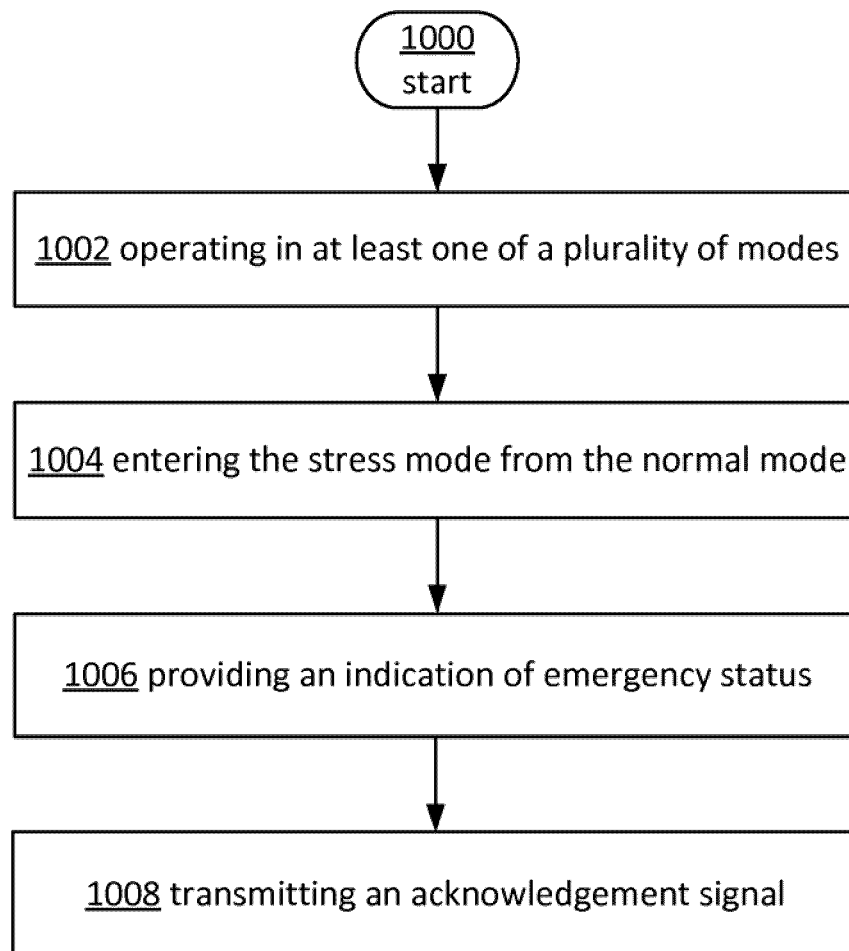 1000
start
1002 operating in at least one of a plurality of modes
1004 entering the stress mode from the normal mode
1006 providing an indication of emergency status
1008 transmitting an acknowledgement signal